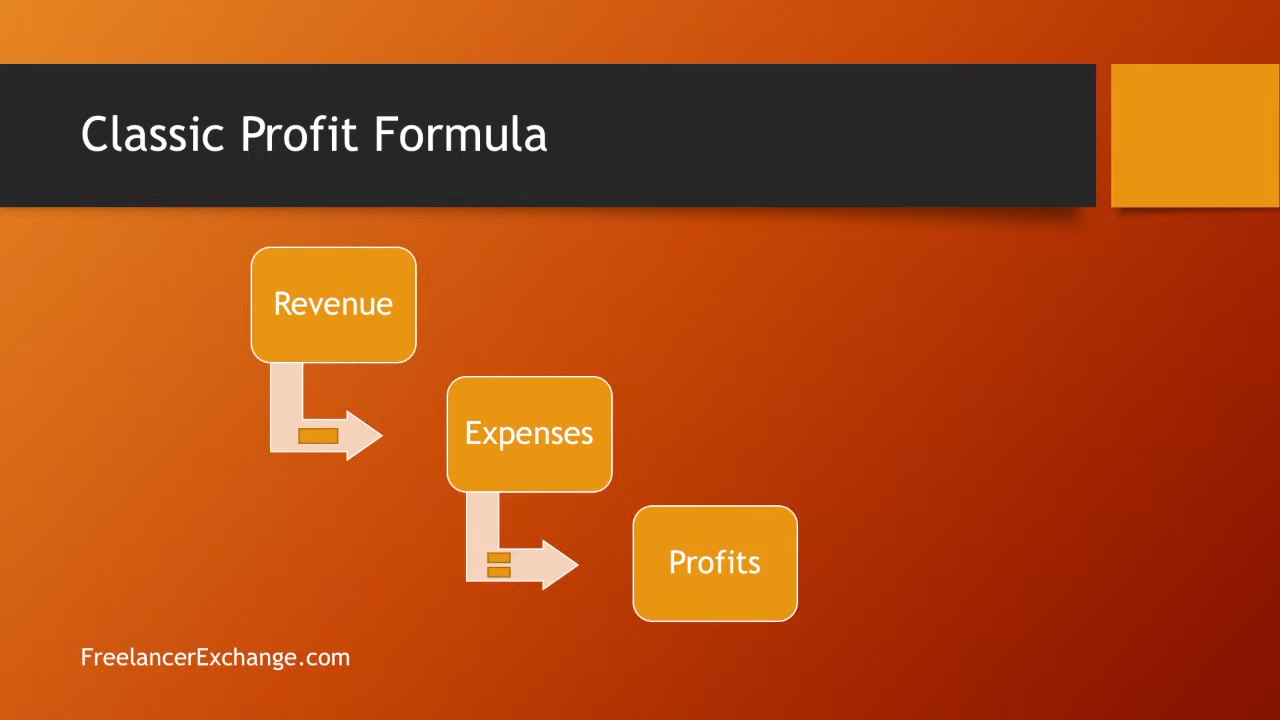 Classic Profit Formula
Revenue
Expenses
Profits
FreelancerExchange.com